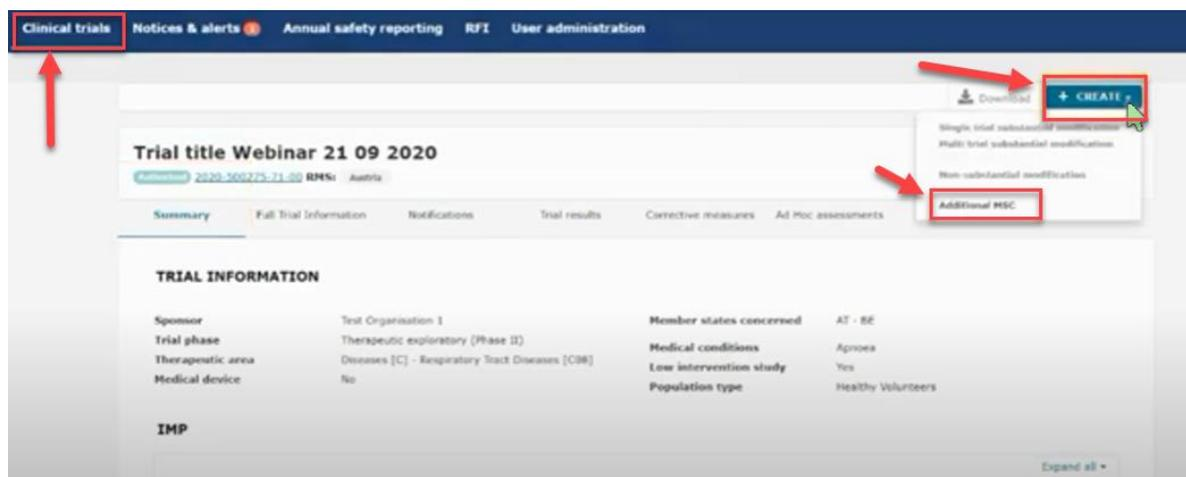 Clinical trials Notices & alerts 1 Annual safety reporting RFI User administration
Download + CREATE
Single trial substantial modification
Multi trial substantial modification
Non-substantial modification
Additional MSC
Trial title Webinar 21 09 2020
Authorised 2020-500275-71-00 RMS: Austria
Summary Full Trial Information Notifications Trial results Corrective measures Ad Hoc assessments
TRIAL INFORMATION
Sponsor Test Organisation 1 Member states concerned AT - BE
Trial phase Therapeutic exploratory (Phase II)
Medical conditions Apnoea
Therapeutic area Diseases [C] - Respiratory Tract Diseases [C08]
Low intervention study Yes
Medical device No
Population type Healthy Volunteers
IMP
Expand all